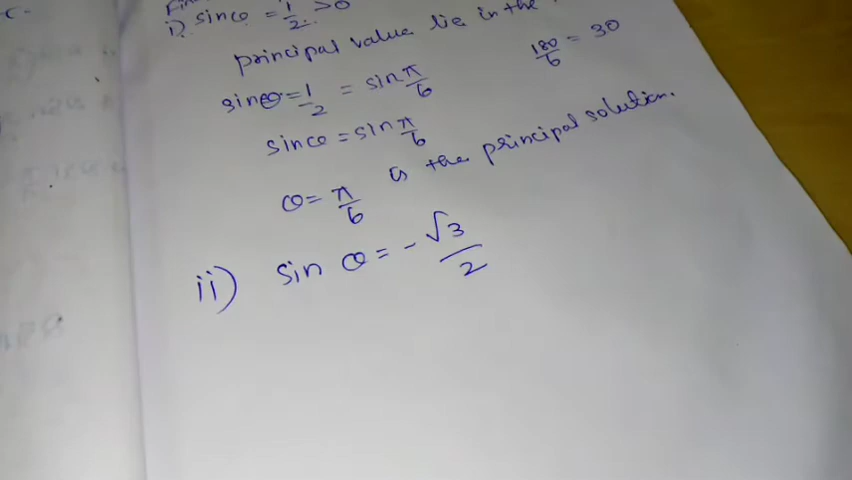 i) sinθ = 1/2 > 0
principal value lie in the
sinθ = 1/2 = sin π/6
180/6 = 30
sinθ = sin π/6
θ = π/6 is the principal solution.
ii) sin θ = - √3/2